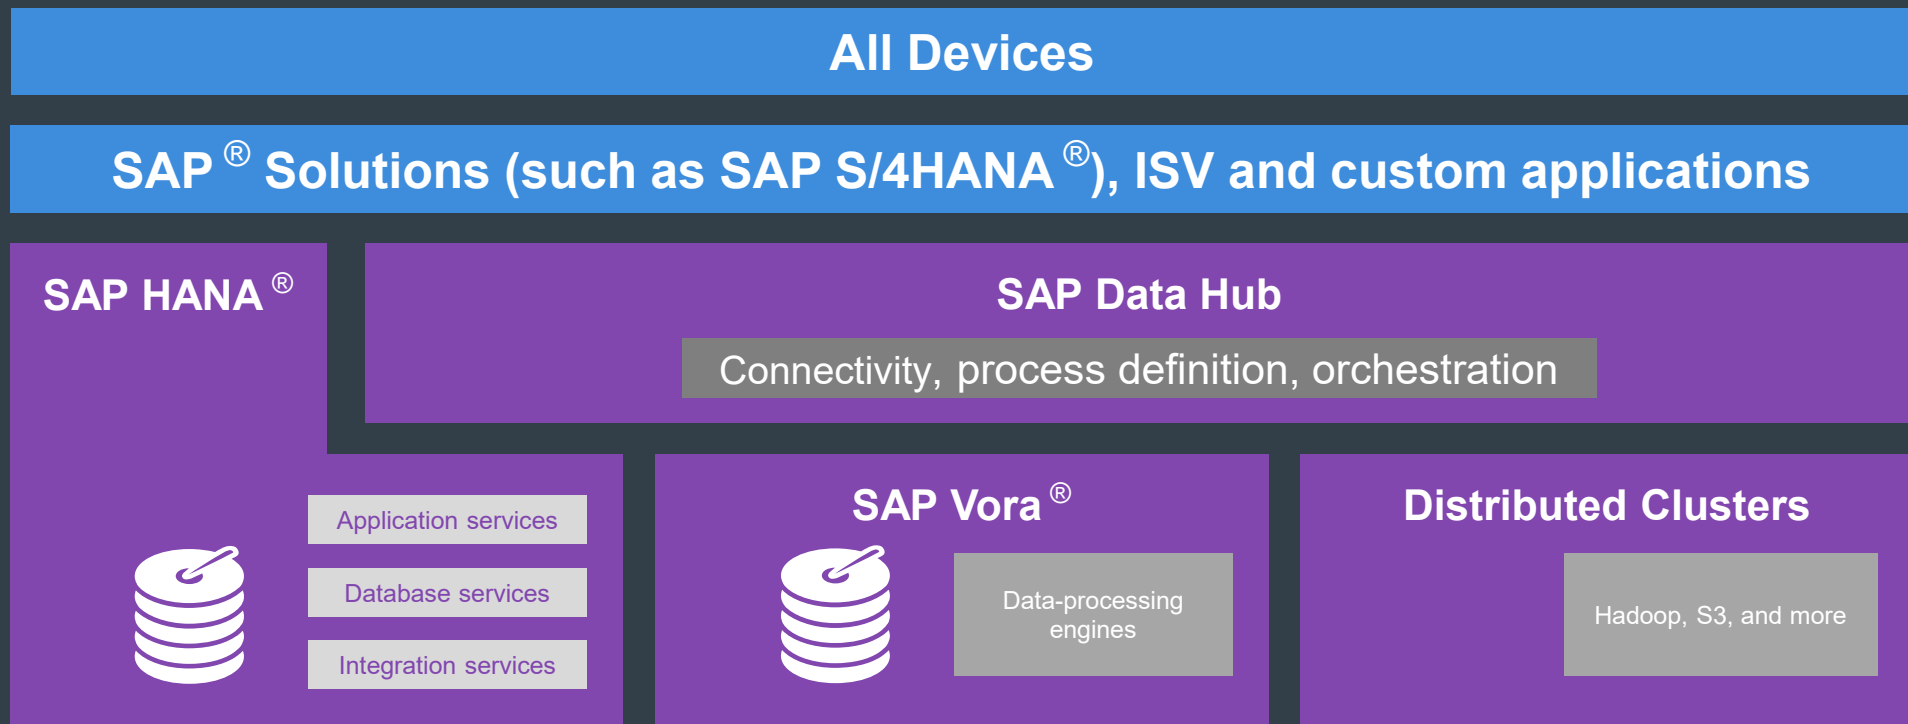 All Devices
SAP ® Solutions (such as SAP S/4HANA ®), ISV and custom applications
SAP HANA ®
SAP Data Hub
Connectivity, process definition, orchestration
Application services
Database services
Integration services
SAP Vora ®
Data-processing
engines
Distributed Clusters
Hadoop, S3, and more